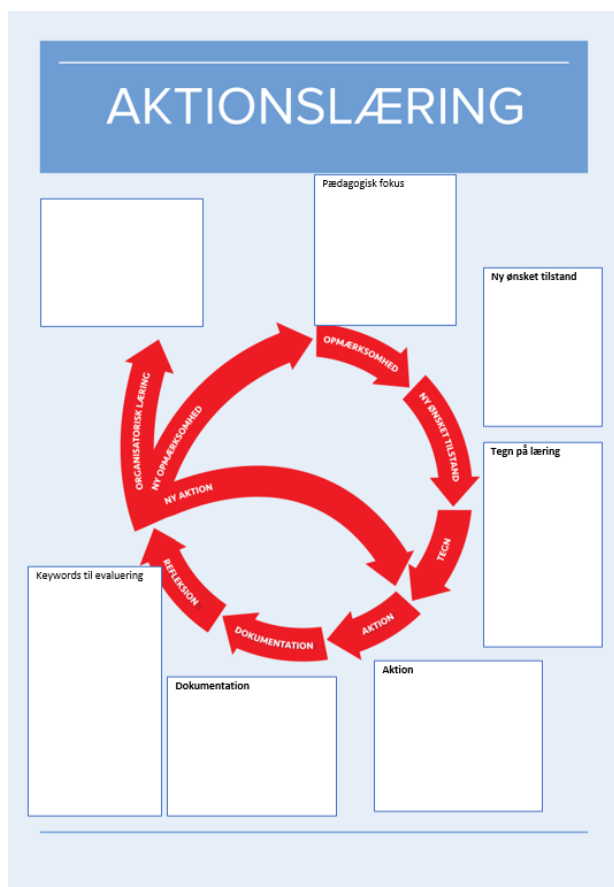 AKTIONSLÆRING
Pædagogisk fokus
Ny ønsket tilstand
OPMÆRKSOMHED
NY ØNSKET TILSTAND
ORGANISATORISK LÆRING
NY OPMÆRKSOMHED
NY AKTION
Tegn på læring
TEGN
Keywords til evaluering
REFLEKSION
AKTION
DOKUMENTATION
Dokumentation
Aktion